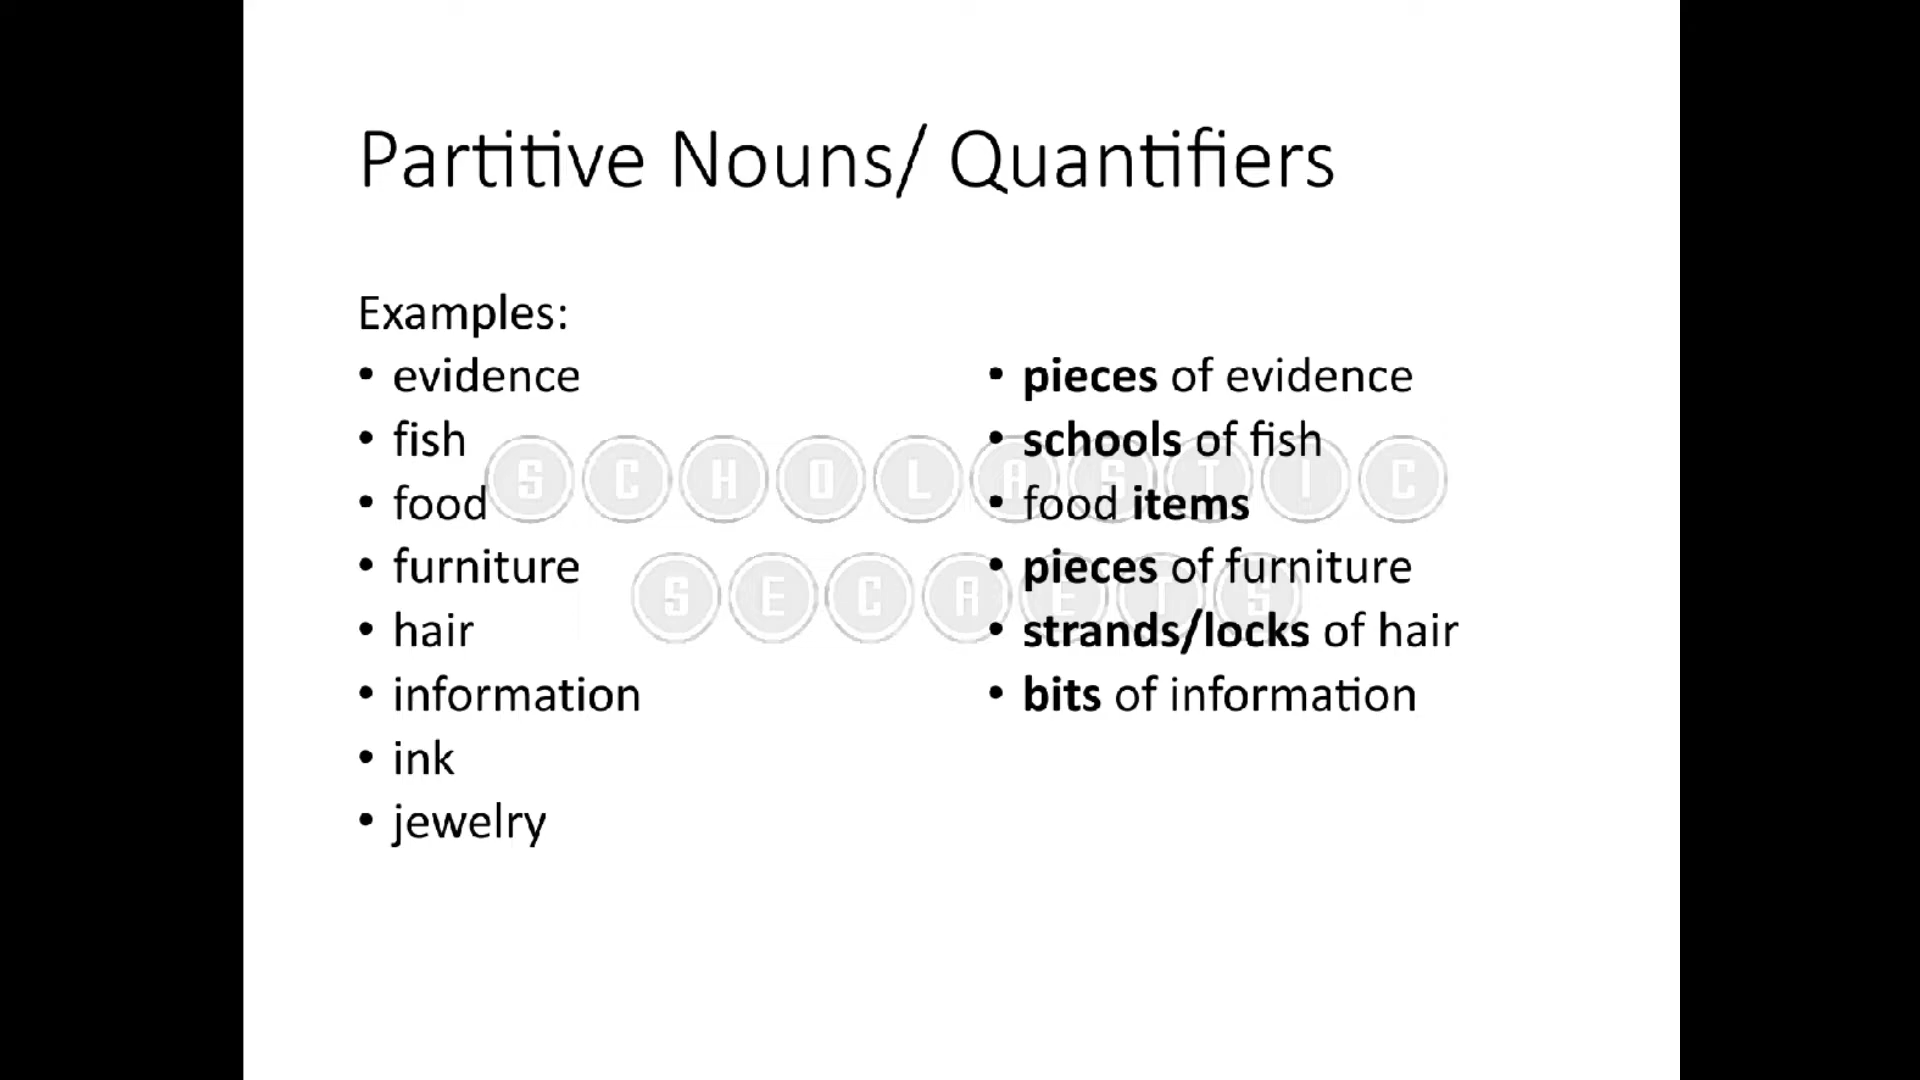 Partitive Nouns/ Quantifiers
Examples:
• evidence
• fish
• food
• furniture
• hair
• information
• ink
• jewelry
• pieces of evidence
• schools of fish
• food items
• pieces of furniture
• strands/locks of hair
• bits of information
SCHOLASTIC
SECRETS